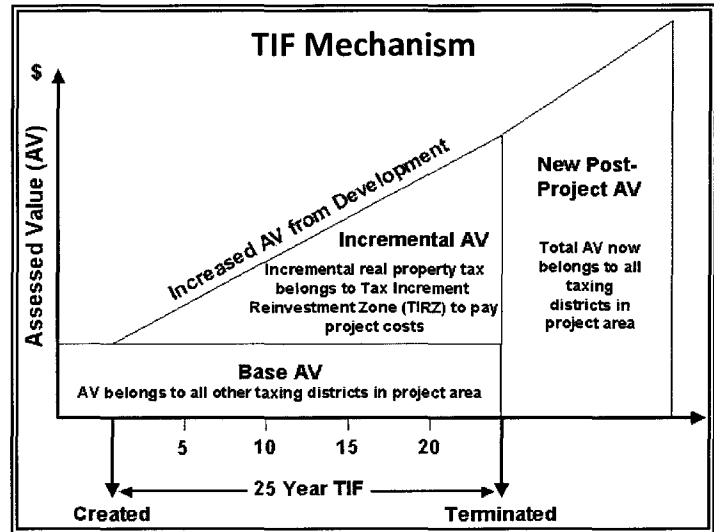 TIF Mechanism
$
Assessed Value (AV)
Increased AV from Development
Incremental AV
Incremental real property tax
belongs to Tax Increment
Reinvestment Zone (TIRZ) to pay
project costs
New Post-
Project AV
Total AV now
belongs to all
taxing
districts in
project area
Base AV
AV belongs to all other taxing districts in project area
5 10 15 20
25 Year TIF
Created Terminated